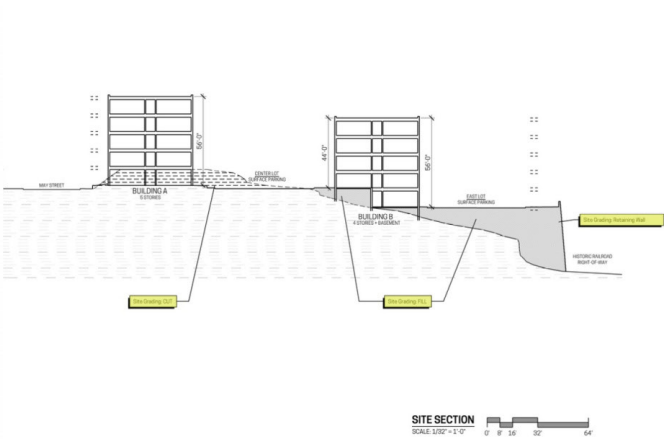 56'-0"
44'-0"
56'-0"
CENTER LOT
SURFACE PARKING
MAY STREET
BUILDING A
5 STORIES
EAST LOT
SURFACE PARKING
BUILDING B
4 STORIES + BASEMENT
Site Grading: Retaining Wall
HISTORIC RAILROAD
RIGHT-OF-WAY
Site Grading: CUT
Site Grading: FILL
SITE SECTION
SCALE: 1/32" = 1'-0"
0' 8' 16' 32' 64'